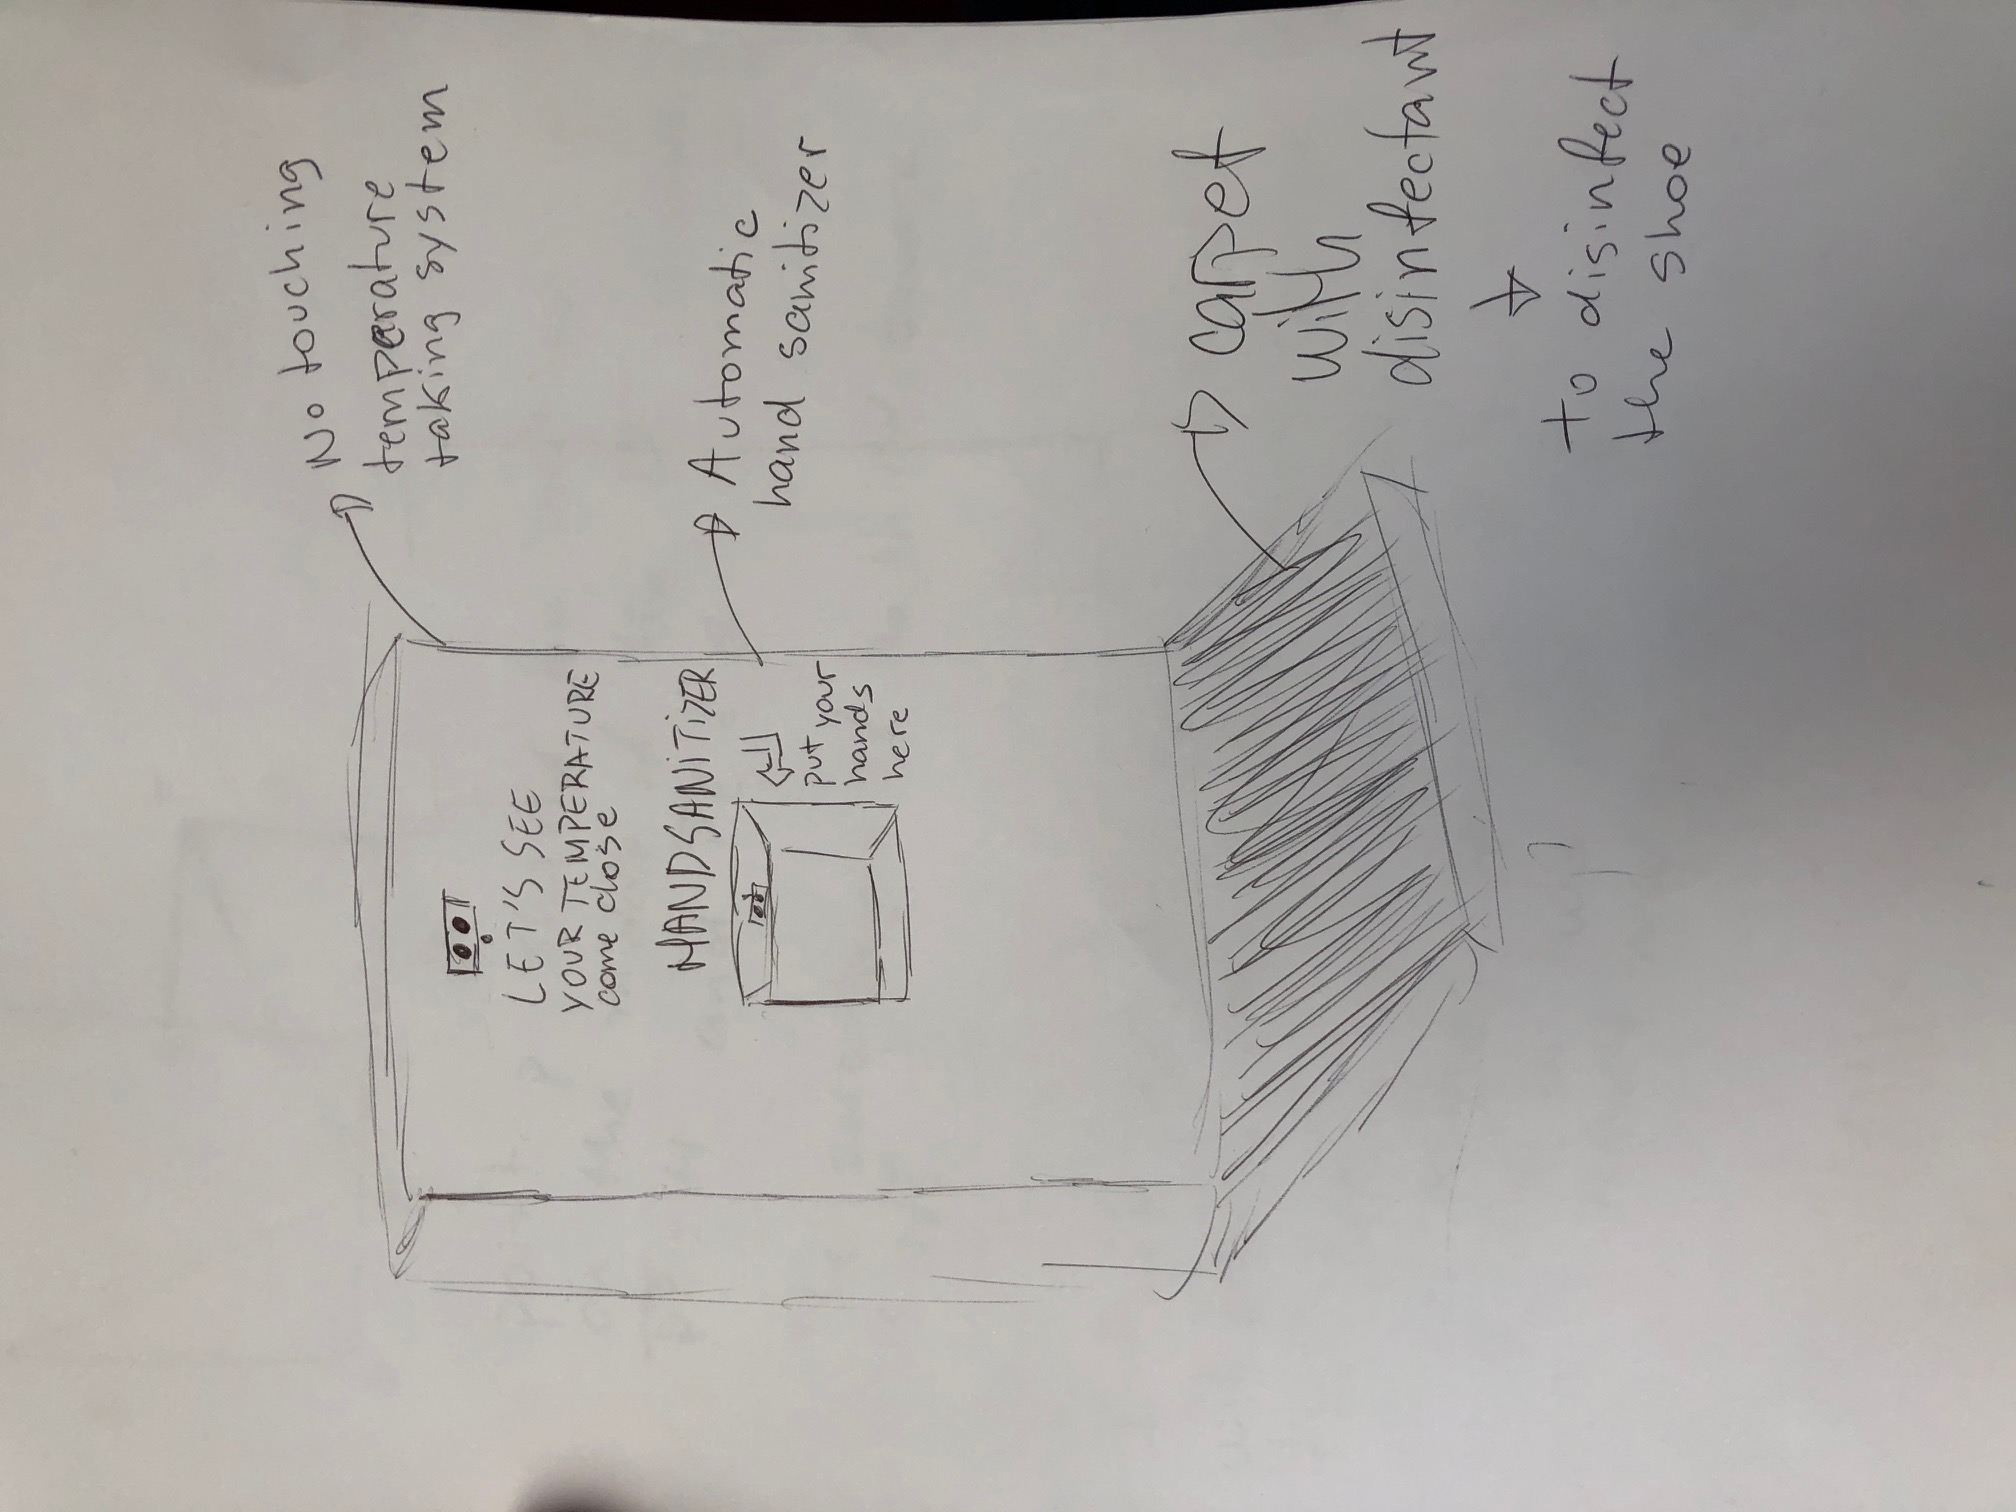 No touching
temperature
taking system
LET'S SEE
YOUR TEMPERATURE
come close
HANDSANITIZER
put your
hands
here
Automatic
hand sanitizer
carpet
with
disinfectant
to disinfect
the shoe